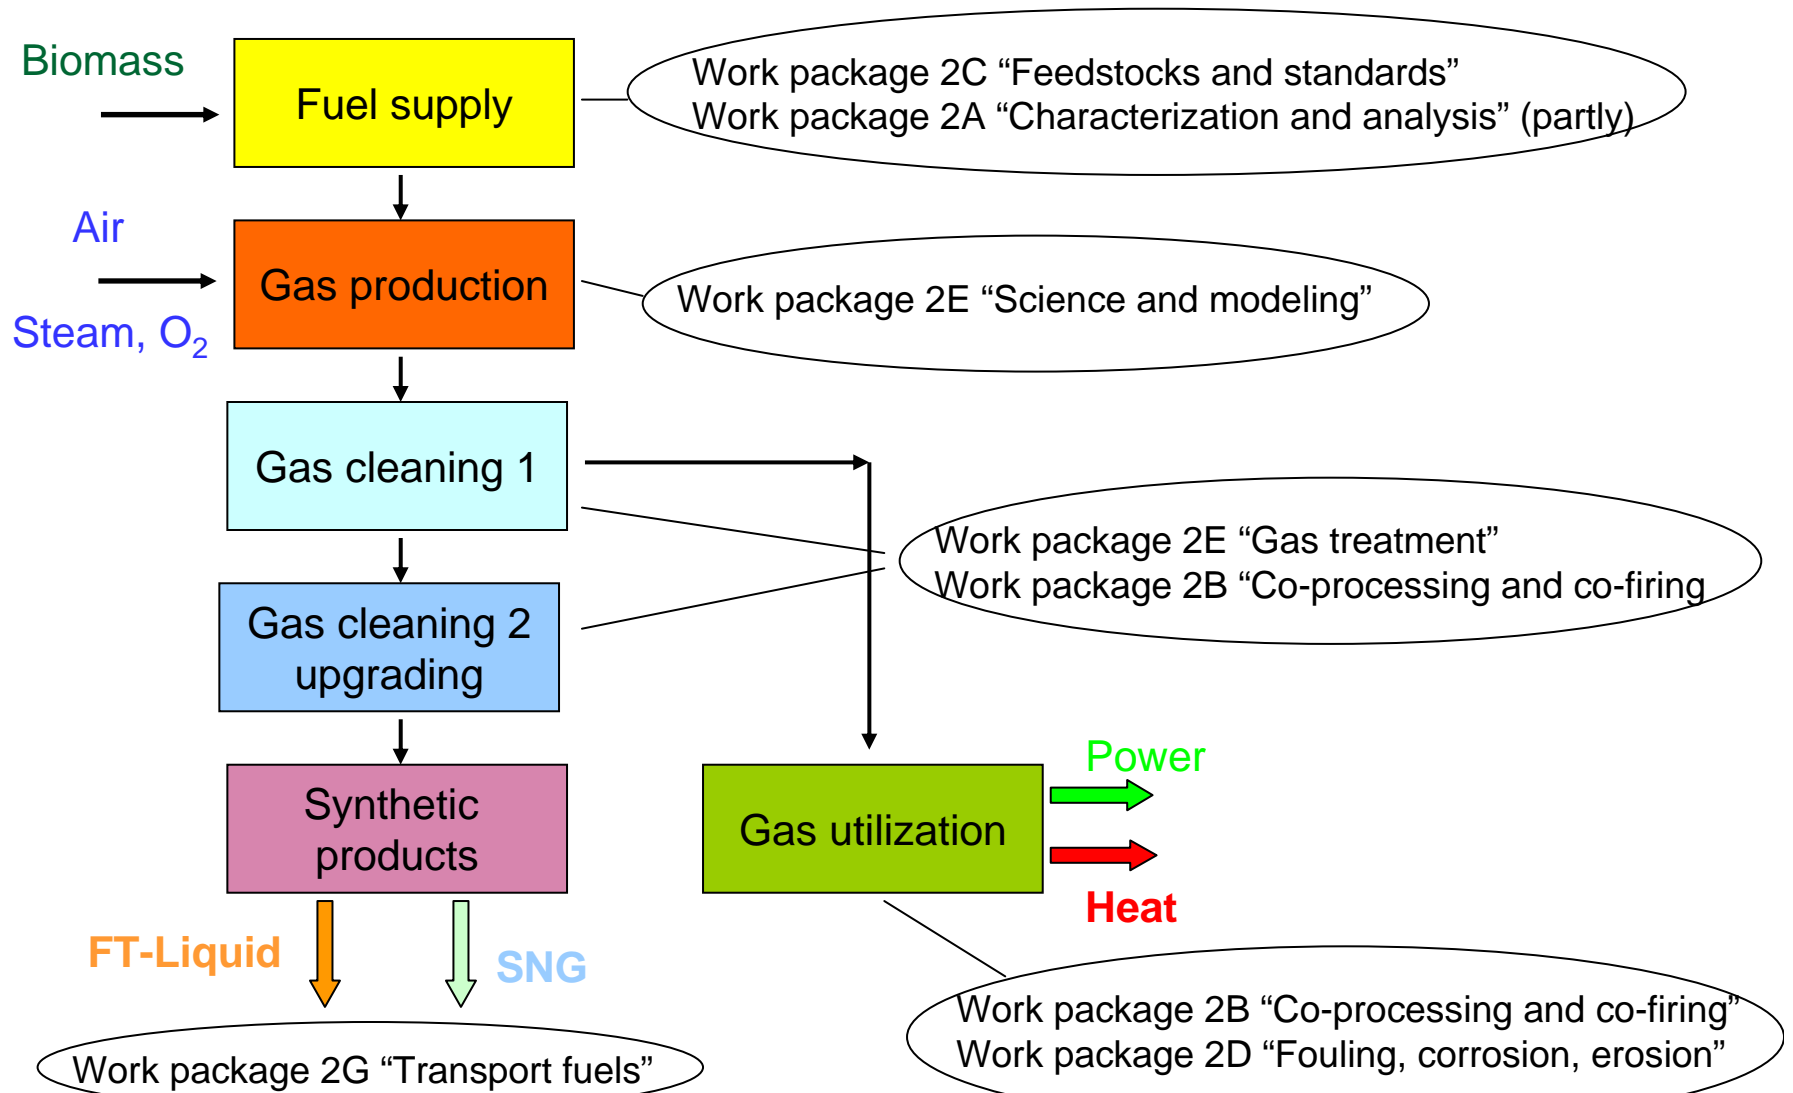 Biomass
Fuel supply
Work package 2C “Feedstocks and standards”
Work package 2A “Characterization and analysis” (partly)
Air
Gas production
Steam, O₂
Work package 2E “Science and modeling”
Gas cleaning 1
Work package 2E “Gas treatment”
Work package 2B “Co-processing and co-firing
Gas cleaning 2
upgrading
Synthetic
products
Gas utilization
Power
Heat
FT-Liquid
SNG
Work package 2G “Transport fuels”
Work package 2B “Co-processing and co-firing”
Work package 2D “Fouling, corrosion, erosion”